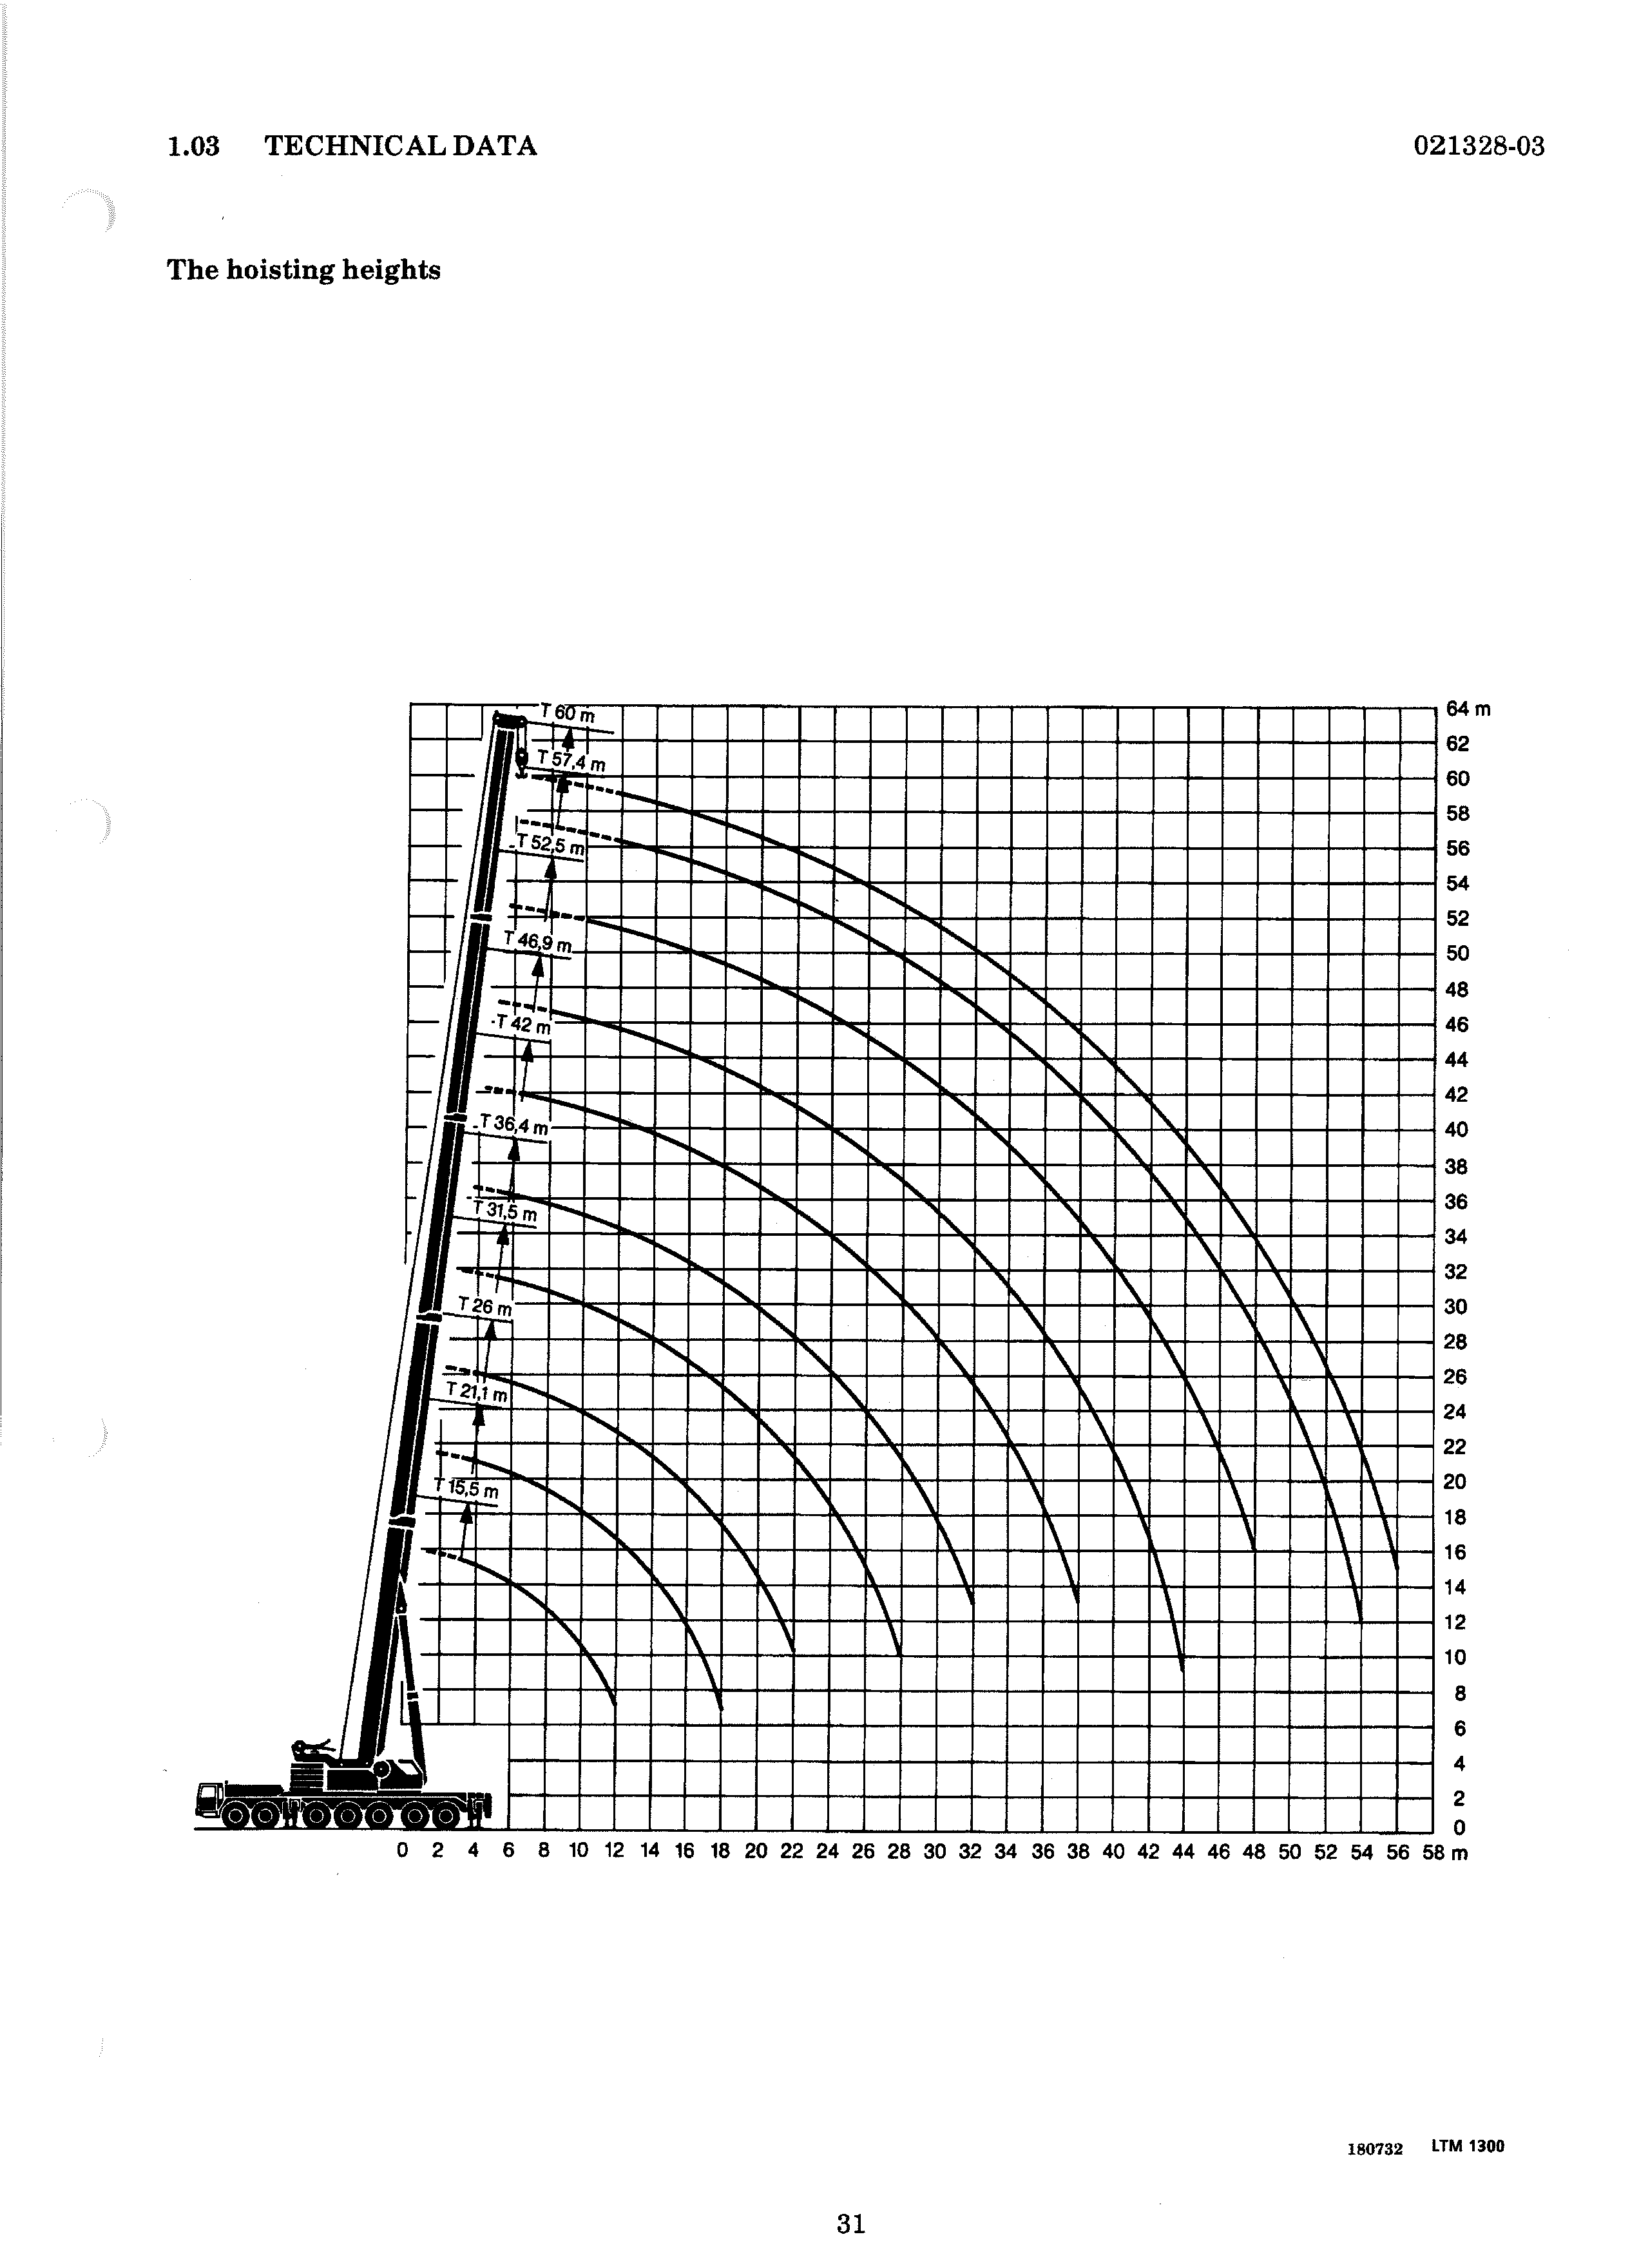 1.03 TECHNICAL DATA 021328-03
The hoisting heights
T 60 m
T 57,4 m
T 52,5 m
T 46,9 m
T 42 m
T 36,4 m
T 31,5 m
T 26 m
T 21,1 m
T 15,5 m
64 m
62
60
58
56
54
52
50
48
46
44
42
40
38
36
34
32
30
28
26
24
22
20
18
16
14
12
10
8
6
4
2
0
0 2 4 6 8 10 12 14 16 18 20 22 24 26 28 30 32 34 36 38 40 42 44 46 48 50 52 54 56 58 m
180732 LTM 1300
31